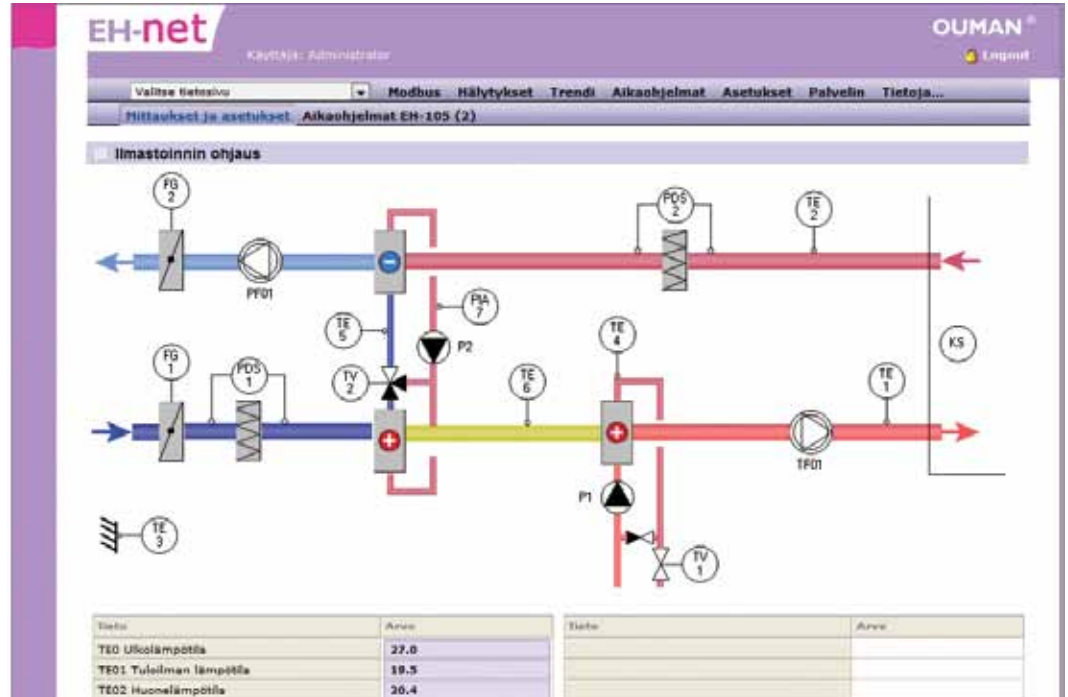 EH-net
OUMAN®
Käyttäjä: Administrator
Logout
Valitse tietosivu Modbus Hälytykset Trendi Aikaohjelmat Asetukset Palvelin Tietoja...
Mittaukset ja asetukset Aikaohjelmat EH-105 (2)
Ilmastoinnin ohjaus
FG 2
PDS 2
TE 2
PF01
PIA 7
TE 5
P2
TE 4
KS
FG 1
PDS 1
TV 2
TE 6
TE 1
TF01
P1
TE 3
TV 1
Tieto Arvo Tieto Arvo
TE0 Ulkolämpötila 27.0
TE01 Tuloilman lämpötila 19.5
TE02 Huonelämpötila 20.4